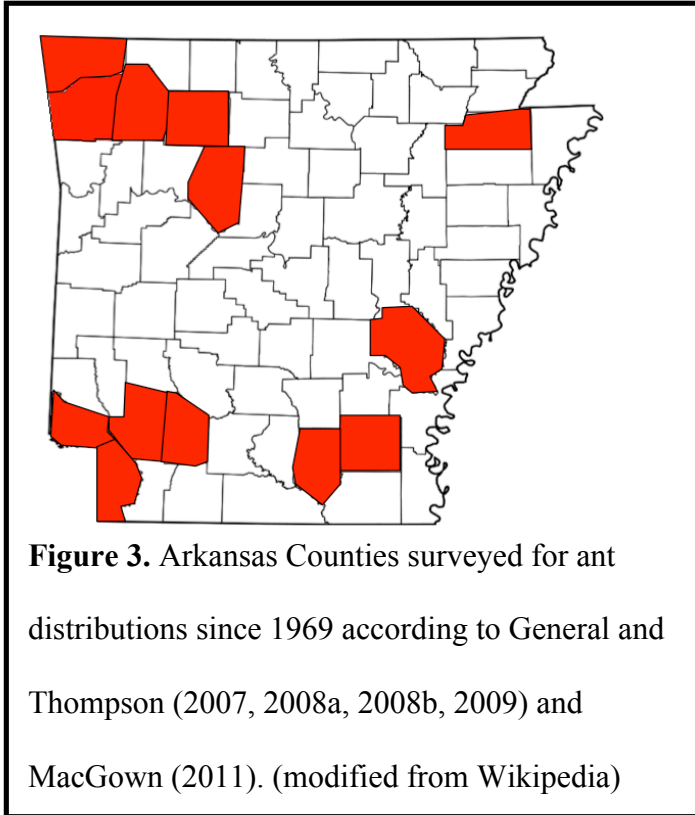 Figure 3. Arkansas Counties surveyed for ant
distributions since 1969 according to General and
Thompson (2007, 2008a, 2008b, 2009) and
MacGown (2011). (modified from Wikipedia)